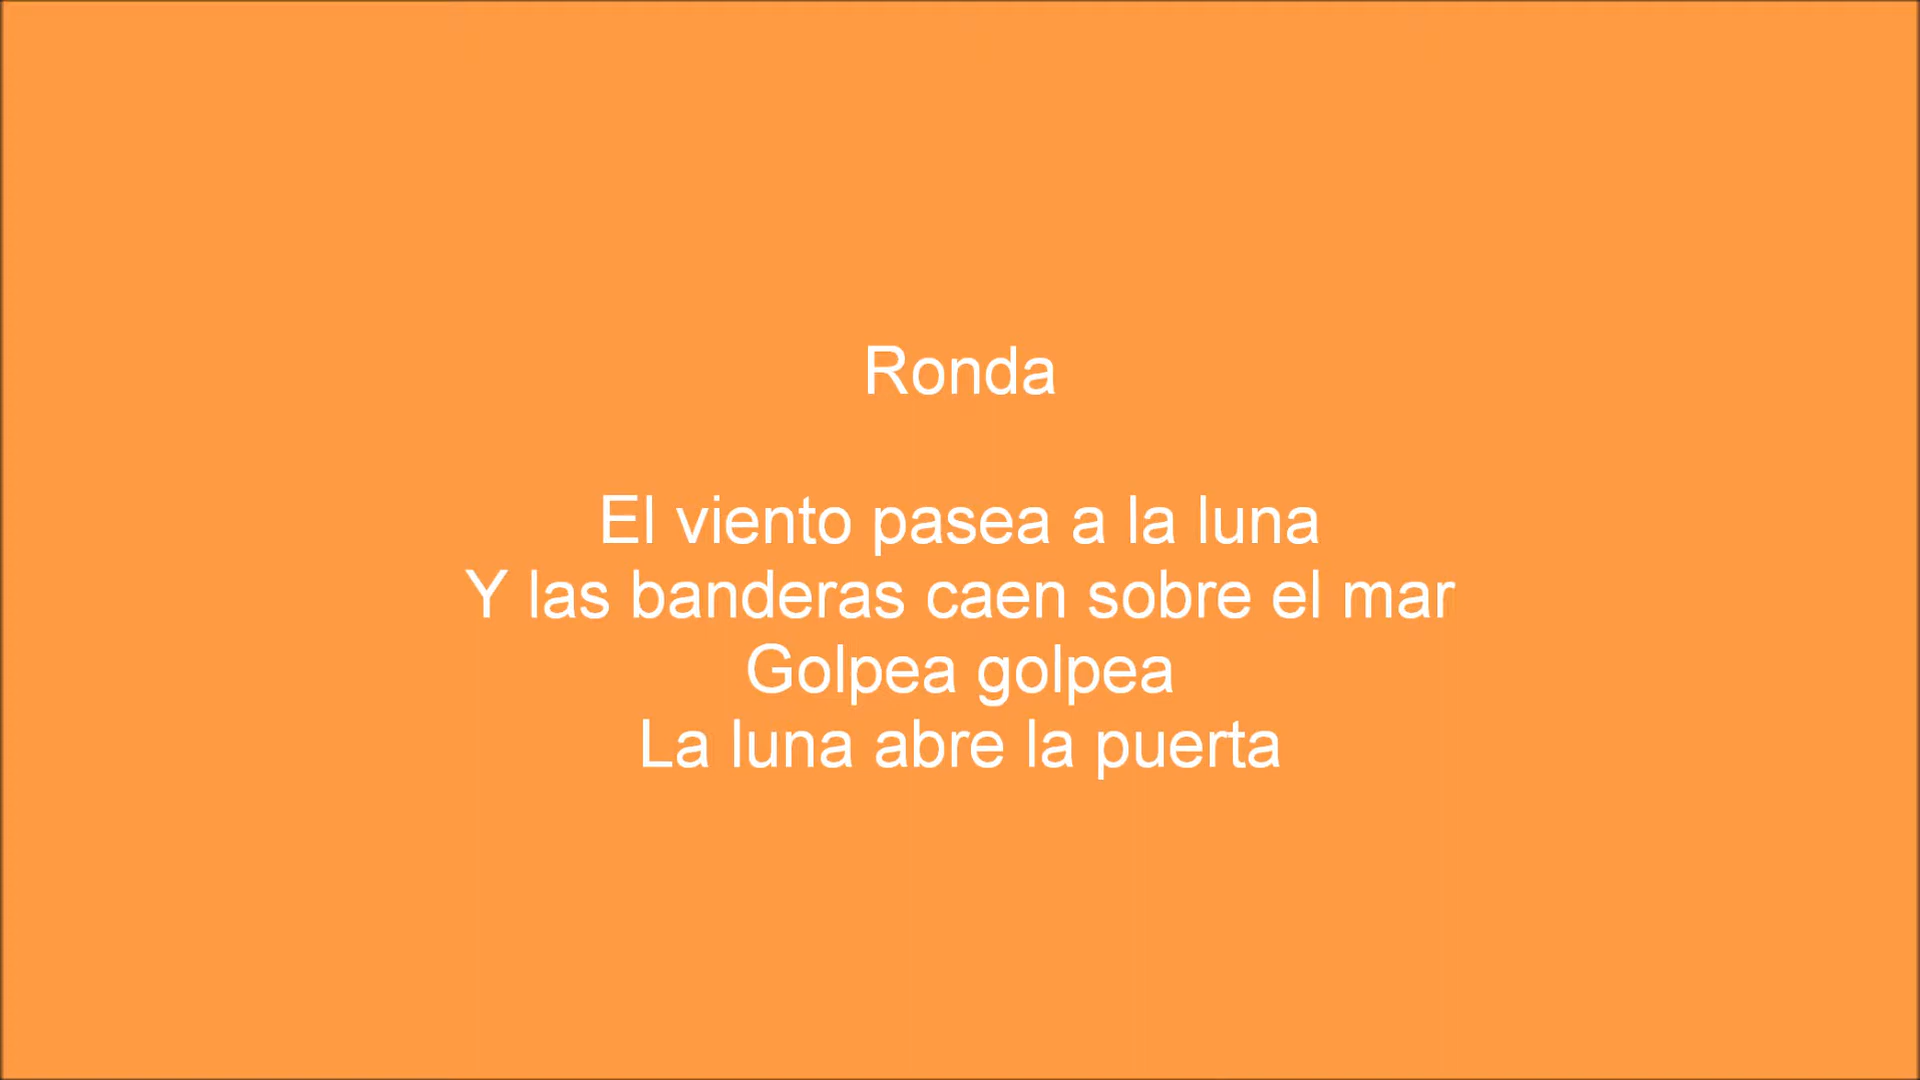 Ronda
El viento pasea a la luna
Y las banderas caen sobre el mar
Golpea golpea
La luna abre la puerta